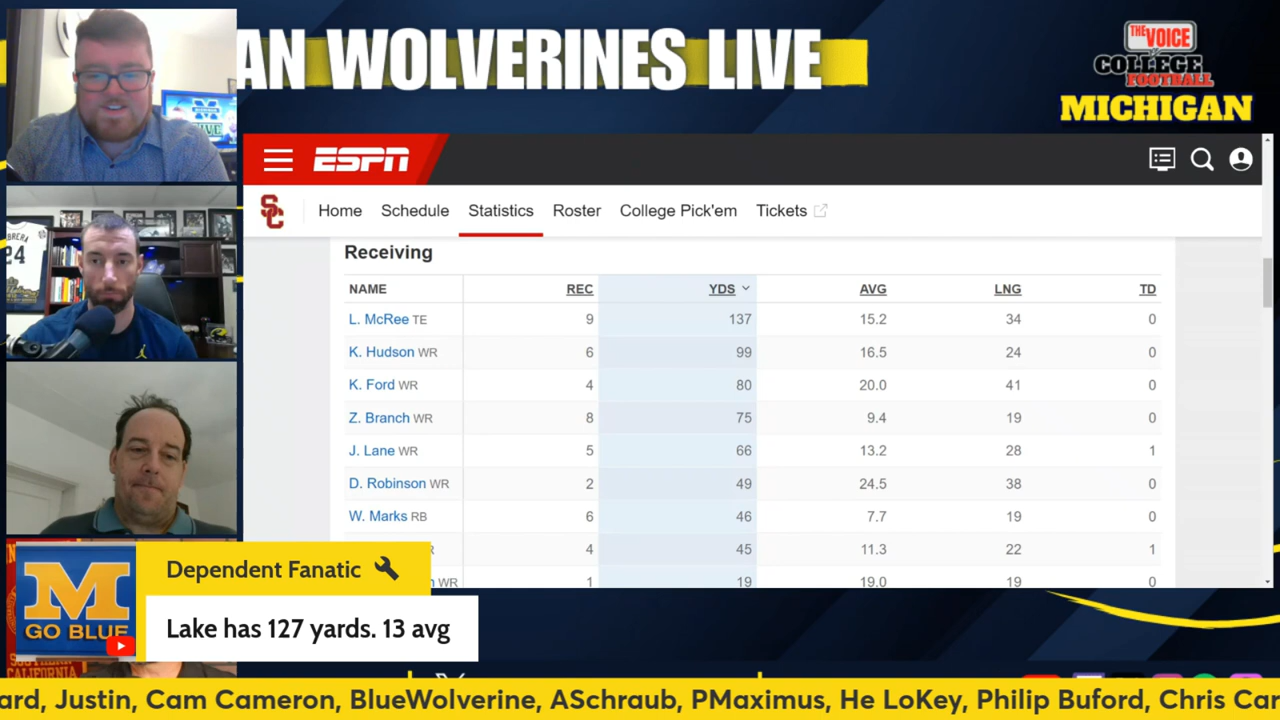 AN WOLVERINES LIVE
THE VOICE
COLLEGE
FOOTBALL
MICHIGAN
ESPN
SC
Home Schedule Statistics Roster College Pick'em Tickets
Receiving
NAME REC YDS AVG LNG TD
L. McRee TE 9 137 15.2 34 0
K. Hudson WR 6 99 16.5 24 0
K. Ford WR 4 80 20.0 41 0
Z. Branch WR 8 75 9.4 19 0
J. Lane WR 5 66 13.2 28 1
D. Robinson WR 2 49 24.5 38 0
W. Marks RB 6 46 7.7 19 0
4 45 11.3 22 1
WR 1 19 19.0 19 0
24
M
GO BLUE
Dependent Fanatic
Lake has 127 yards. 13 avg
ard, Justin, Cam Cameron, BlueWolverine, ASchraub, PMaximus, He LoKey, Philip Buford, Chris Car